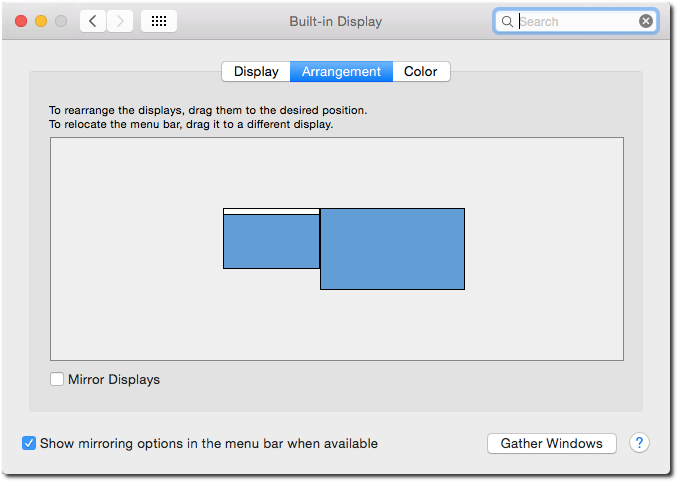 Built-in Display
Search
Display
Arrangement
Color
To rearrange the displays, drag them to the desired position.
To relocate the menu bar, drag it to a different display.
Mirror Displays
Show mirroring options in the menu bar when available
Gather Windows
?